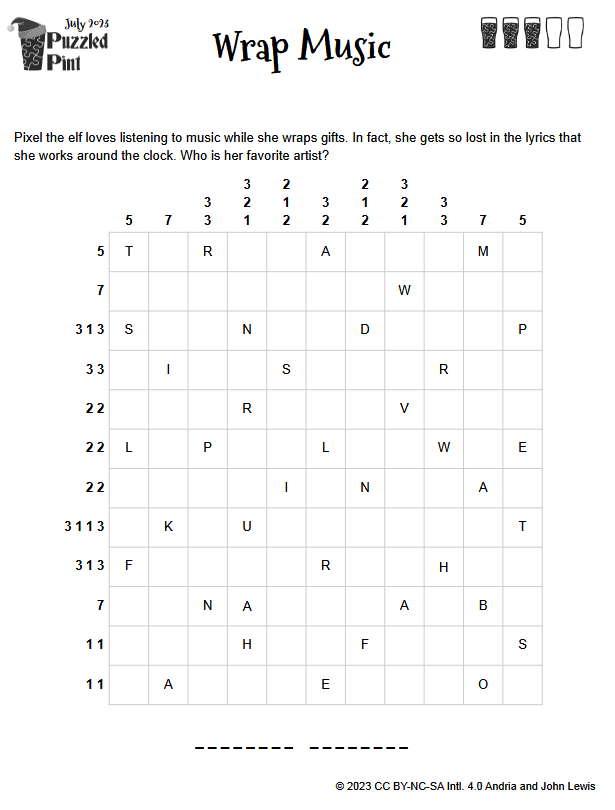 July 2023
Puzzled
Pint
Wrap Music
Pixel the elf loves listening to music while she wraps gifts. In fact, she gets so lost in the lyrics that
she works around the clock. Who is her favorite artist?
3 2 2 3
3 2 1 3 1 2 3
5 7 3 1 2 2 2 1 3 7 5
5 T R A M
7 W
3 1 3 S N D P
3 3 I S R
2 2 R V
2 2 L P L W E
2 2 I N A
3 1 1 3 K U T
3 1 3 F R H
7 N A A B
1 1 H F S
1 1 A E O
© 2023 CC BY-NC-SA Intl. 4.0 Andria and John Lewis